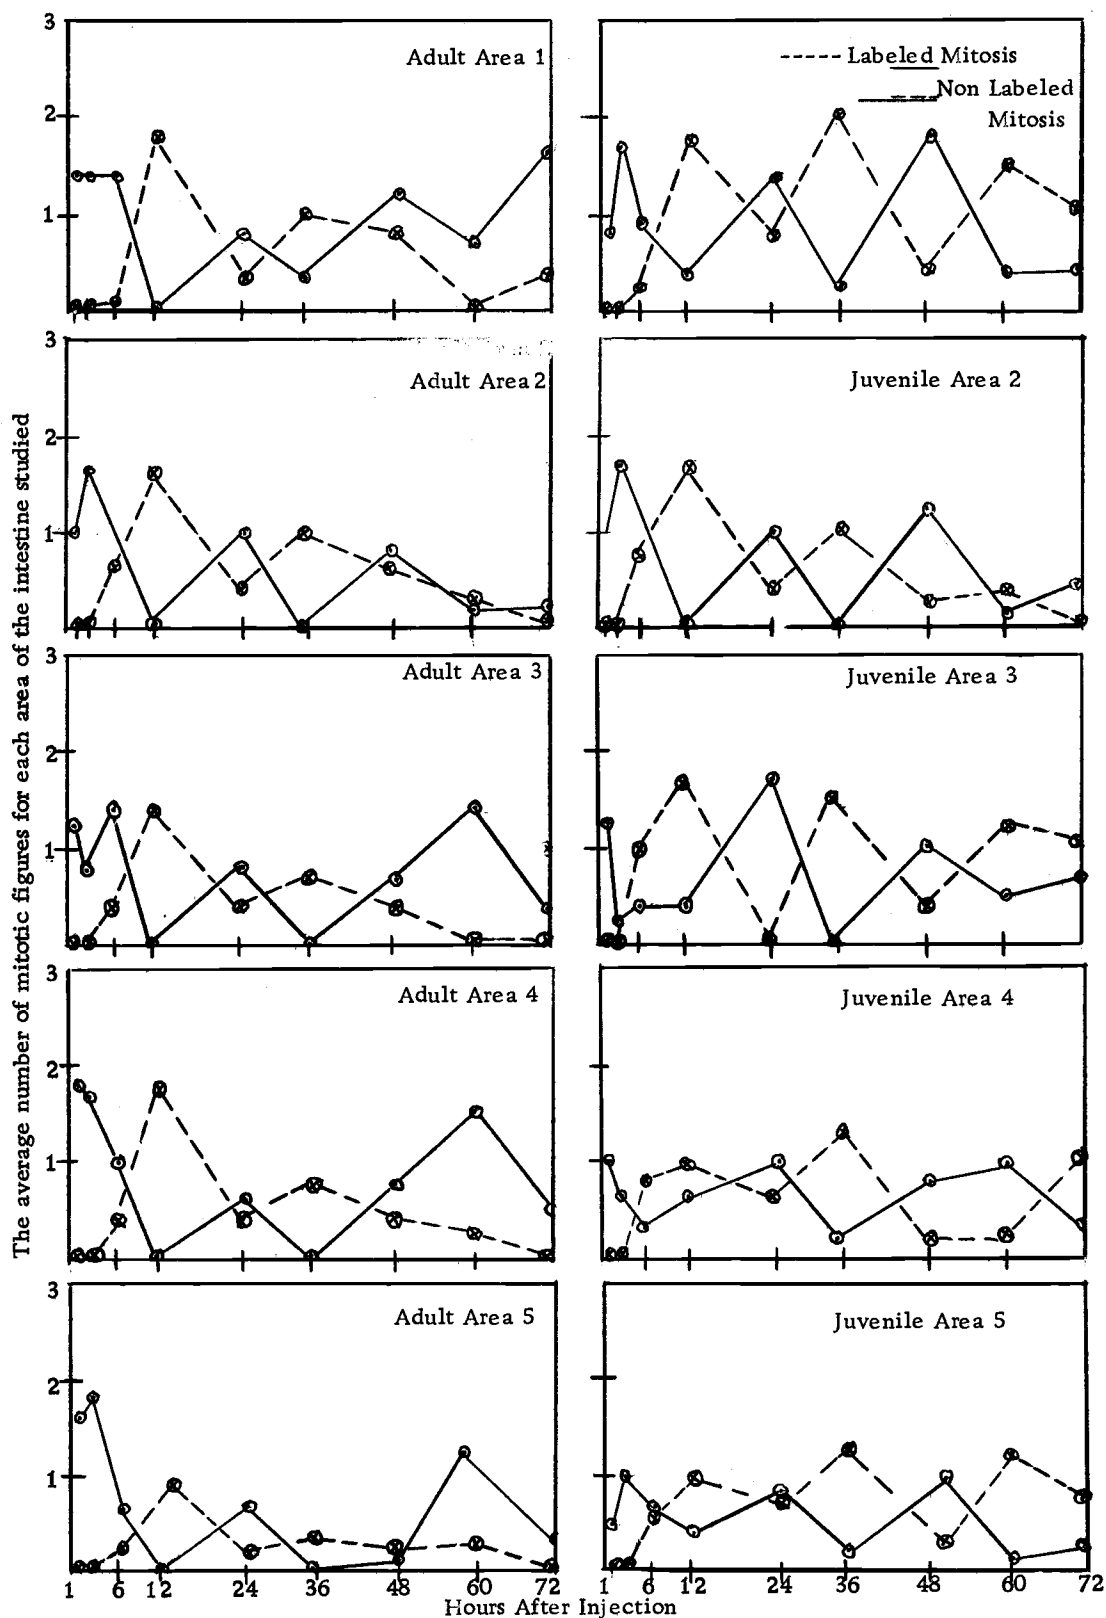 3
2
1
Adult Area 1
----- Labeled Mitosis
Non Labeled
Mitosis
3
2
1
Adult Area 2
Juvenile Area 2
3
2
1
Adult Area 3
Juvenile Area 3
3
2
1
Adult Area 4
Juvenile Area 4
3
2
1
Adult Area 5
Juvenile Area 5
1 6 12 24 36 48 60 72
1 6 12 24 36 48 60 72
Hours After Injection
The average number of mitotic figures for each area of the intestine studied